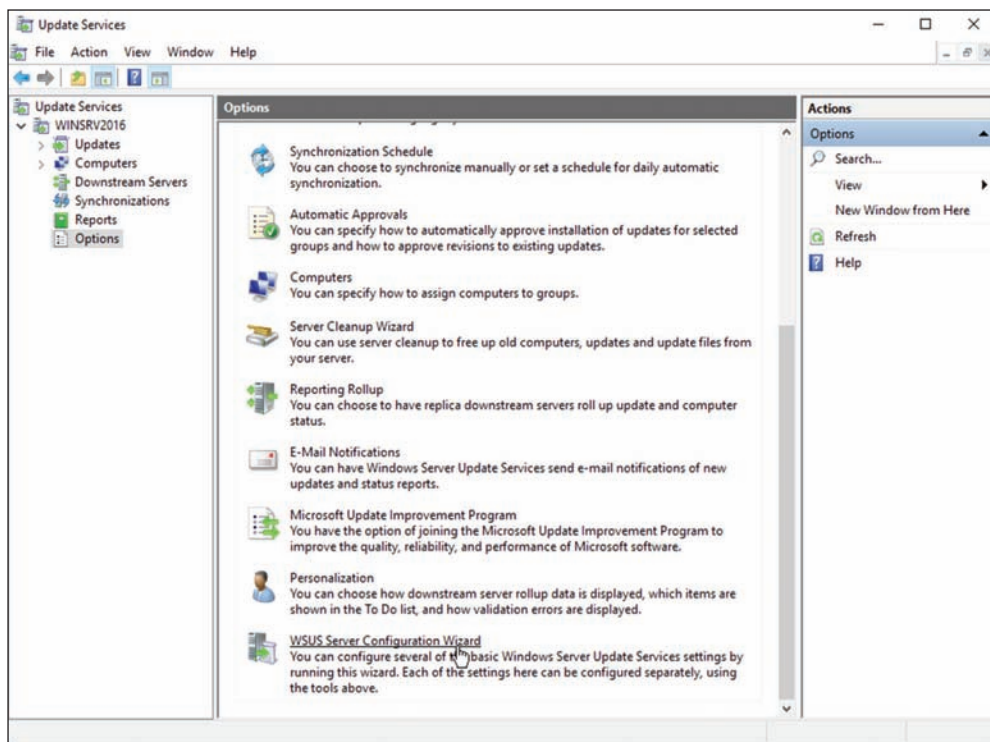 Update Services
File Action View Window Help
Update Services
WINSRV2016
Updates
Computers
Downstream Servers
Synchronizations
Reports
Options
Options
Synchronization Schedule
You can choose to synchronize manually or set a schedule for daily automatic
synchronization.
Automatic Approvals
You can specify how to automatically approve installation of updates for selected
groups and how to approve revisions to existing updates.
Computers
You can specify how to assign computers to groups.
Server Cleanup Wizard
You can use server cleanup to free up old computers, updates and update files from
your server.
Reporting Rollup
You can choose to have replica downstream servers roll up update and computer
status.
E-Mail Notifications
You can have Windows Server Update Services send e-mail notifications of new
updates and status reports.
Microsoft Update Improvement Program
You have the option of joining the Microsoft Update Improvement Program to
improve the quality, reliability, and performance of Microsoft software.
Personalization
You can choose how downstream server rollup data is displayed, which items are
shown in the To Do list, and how validation errors are displayed.
WSUS Server Configuration Wizard
You can configure several of basic Windows Server Update Services settings by
running this wizard. Each of the settings here can be configured separately, using
the tools above.
Actions
Options
Search...
View
New Window from Here
Refresh
Help